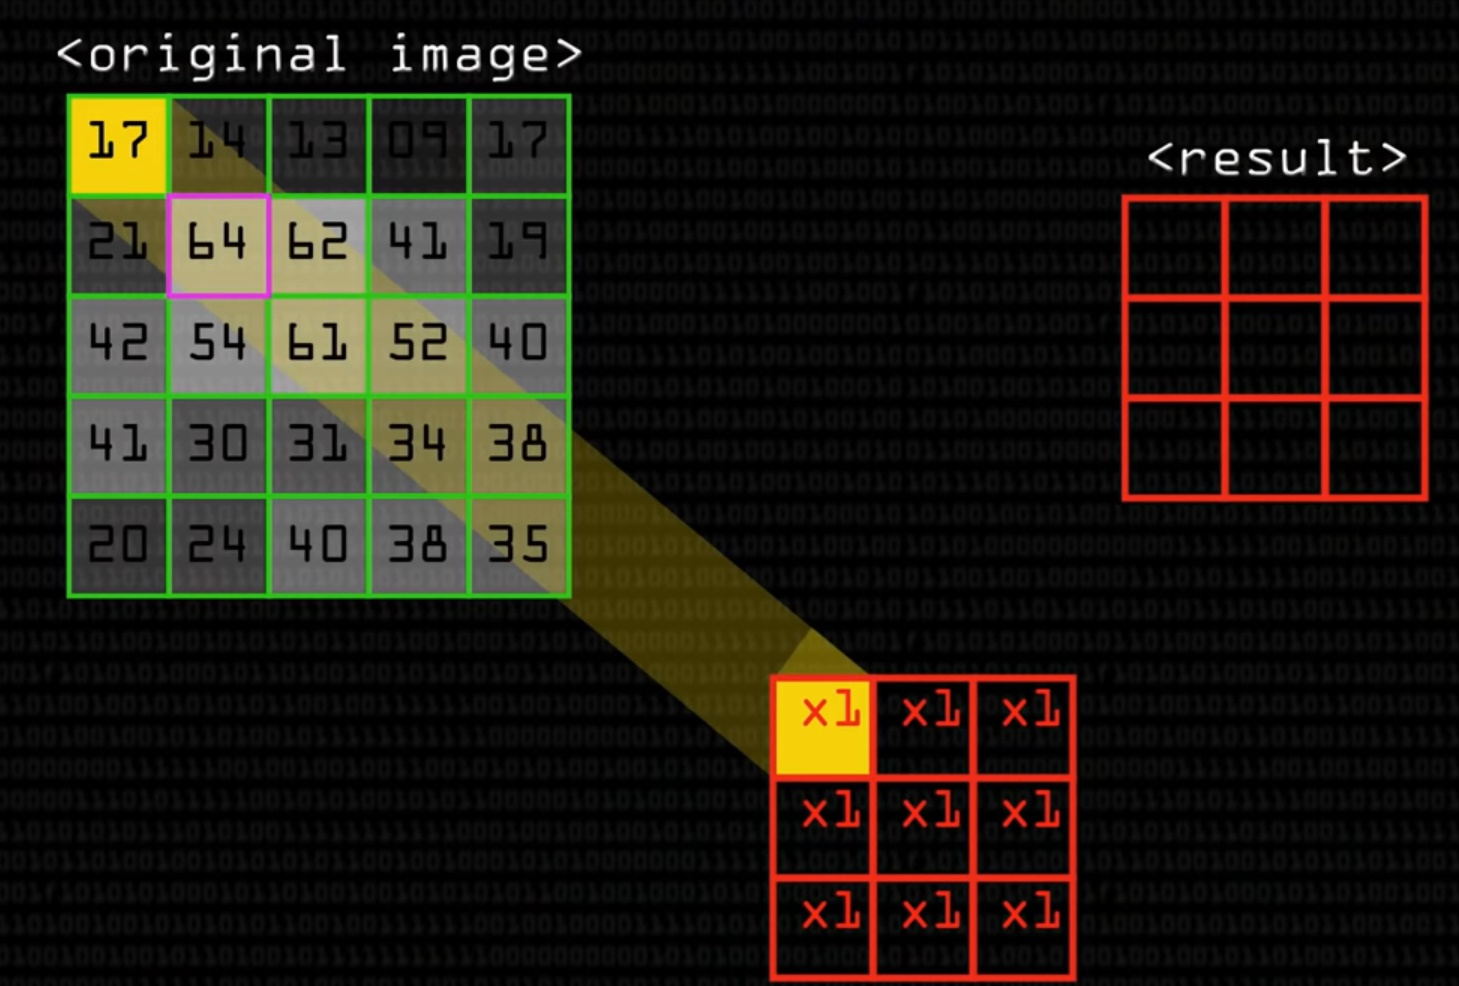 <original image>
17 14 13 09 17
<result>
21 64 62 41 19
42 54 61 52 40
41 30 31 34 38
20 24 40 38 35
x1 x1 x1
x1 x1 x1
x1 x1 x1